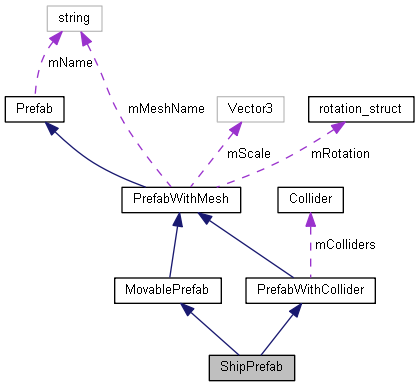 string
mName
Prefab
mMeshName
Vector3
rotation_struct
mScale
mRotation
PrefabWithMesh
Collider
mColliders
MovablePrefab
PrefabWithCollider
ShipPrefab